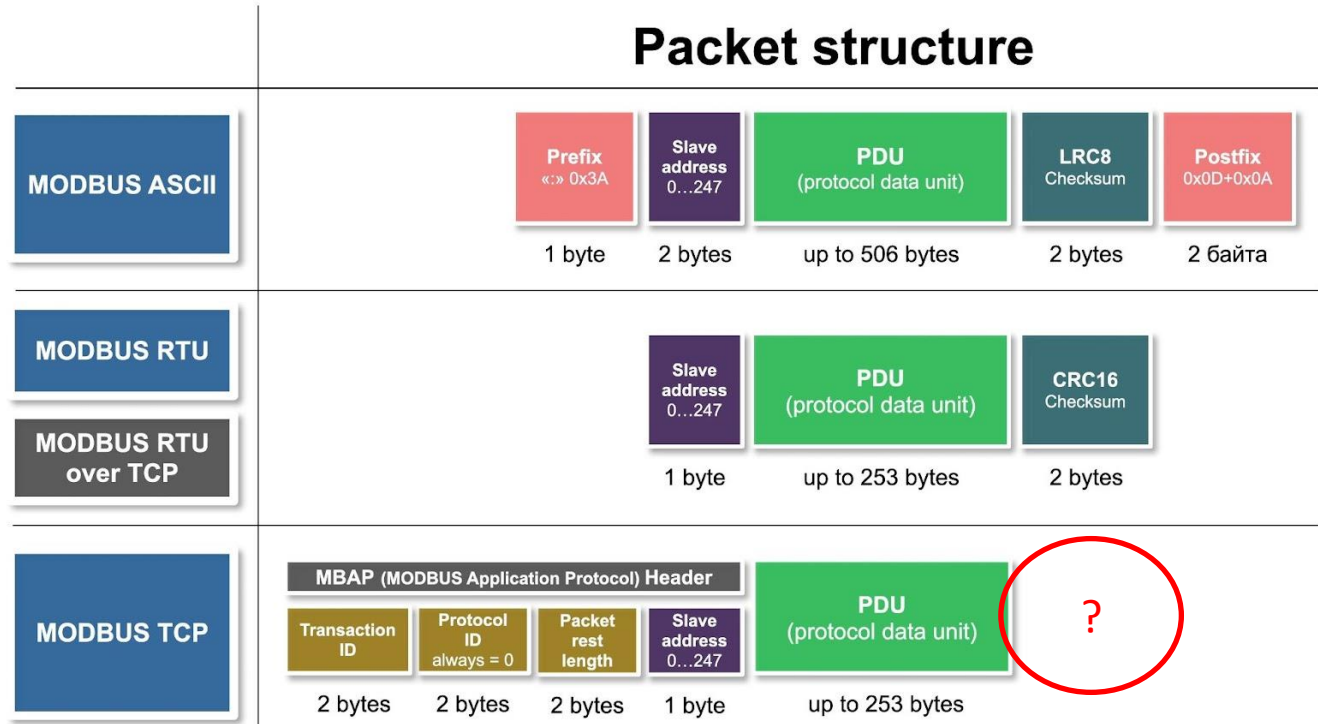 Packet structure
MODBUS ASCII
Prefix
«:» 0x3A
Slave
address
0...247
PDU
(protocol data unit)
LRC8
Checksum
Postfix
0x0D+0x0A
1 byte
2 bytes
up to 506 bytes
2 bytes
2 байта
MODBUS RTU
MODBUS RTU
over TCP
Slave
address
0...247
PDU
(protocol data unit)
CRC16
Checksum
1 byte
up to 253 bytes
2 bytes
MODBUS TCP
MBAP (MODBUS Application Protocol) Header
Transaction
ID
Protocol
ID
always = 0
Packet
rest
length
Slave
address
0...247
PDU
(protocol data unit)
?
2 bytes
2 bytes
2 bytes
1 byte
up to 253 bytes